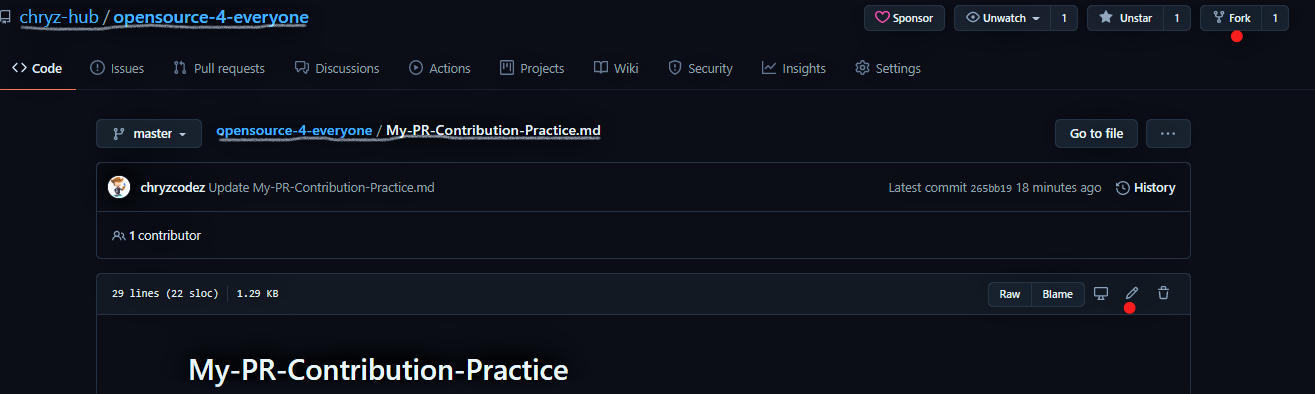 chryz-hub / opensource-4-everyone Sponsor Unwatch 1 Unstar 1 Fork 1
Code Issues Pull requests Discussions Actions Projects Wiki Security Insights Settings
master opensource-4-everyone / My-PR-Contribution-Practice.md Go to file ...
chryzcodez Update My-PR-Contribution-Practice.md Latest commit 265bb19 18 minutes ago History
1 contributor
29 lines (22 sloc) 1.29 KB Raw Blame
My-PR-Contribution-Practice